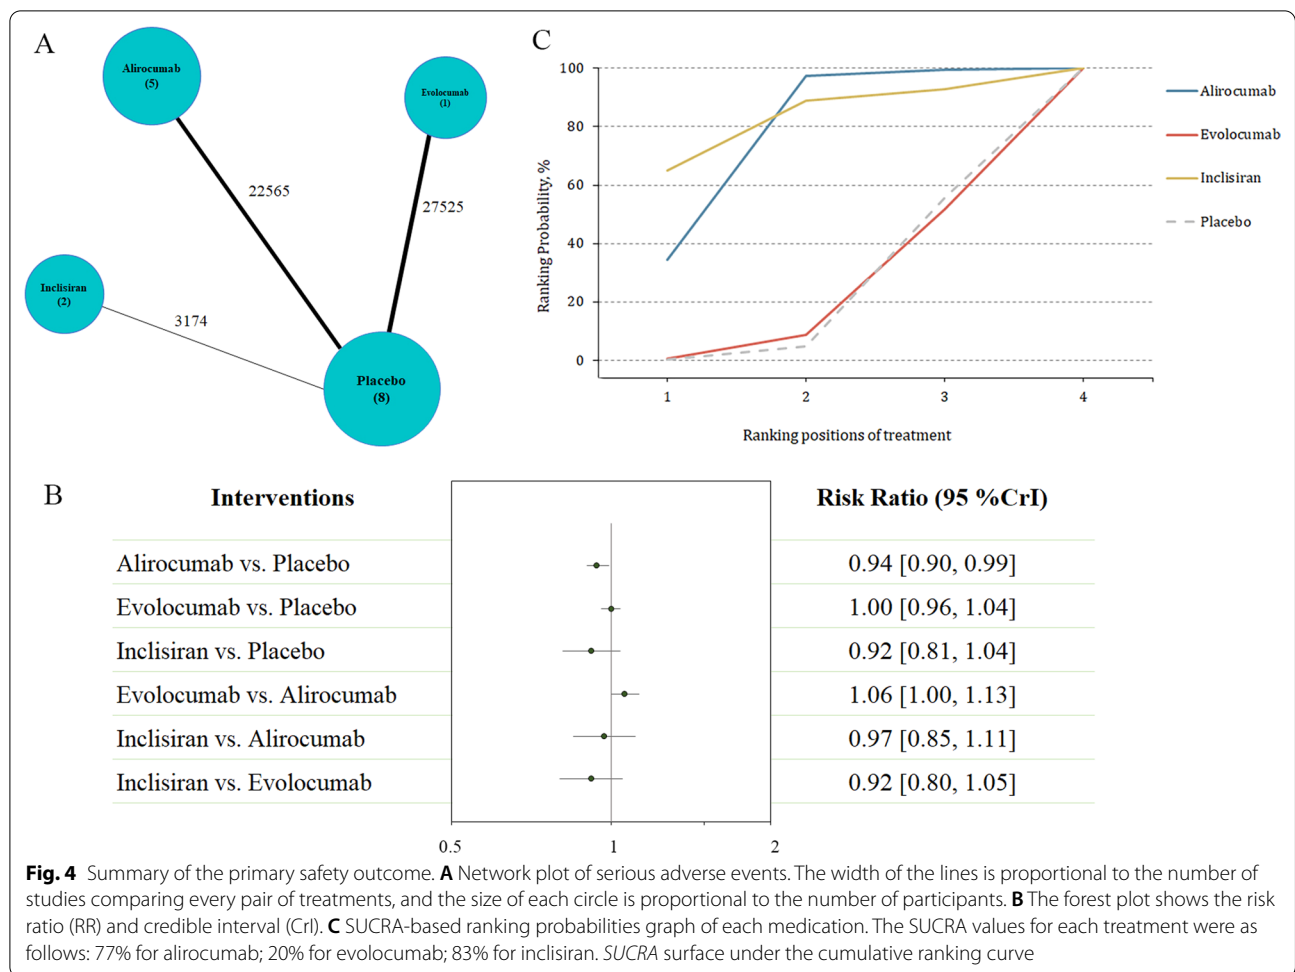 A
Alirocumab
(5)
Evolocumab
(1)
22565
27525
Inclisiran
(2)
3174
Placebo
(8)
C
Ranking Probability, %
100
80
60
40
20
0
1 2 3 4
Ranking positions of treatment
Alirocumab
Evolocumab
Inclisiran
Placebo
B
Interventions Risk Ratio (95 %CrI)
Alirocumab vs. Placebo 0.94 [0.90, 0.99]
Evolocumab vs. Placebo 1.00 [0.96, 1.04]
Inclisiran vs. Placebo 0.92 [0.81, 1.04]
Evolocumab vs. Alirocumab 1.06 [1.00, 1.13]
Inclisiran vs. Alirocumab 0.97 [0.85, 1.11]
Inclisiran vs. Evolocumab 0.92 [0.80, 1.05]
0.5 1 2
Fig. 4 Summary of the primary safety outcome. A Network plot of serious adverse events. The width of the lines is proportional to the number of
studies comparing every pair of treatments, and the size of each circle is proportional to the number of participants. B The forest plot shows the risk
ratio (RR) and credible interval (CrI). C SUCRA-based ranking probabilities graph of each medication. The SUCRA values for each treatment were as
follows: 77% for alirocumab; 20% for evolocumab; 83% for inclisiran. SUCRA surface under the cumulative ranking curve